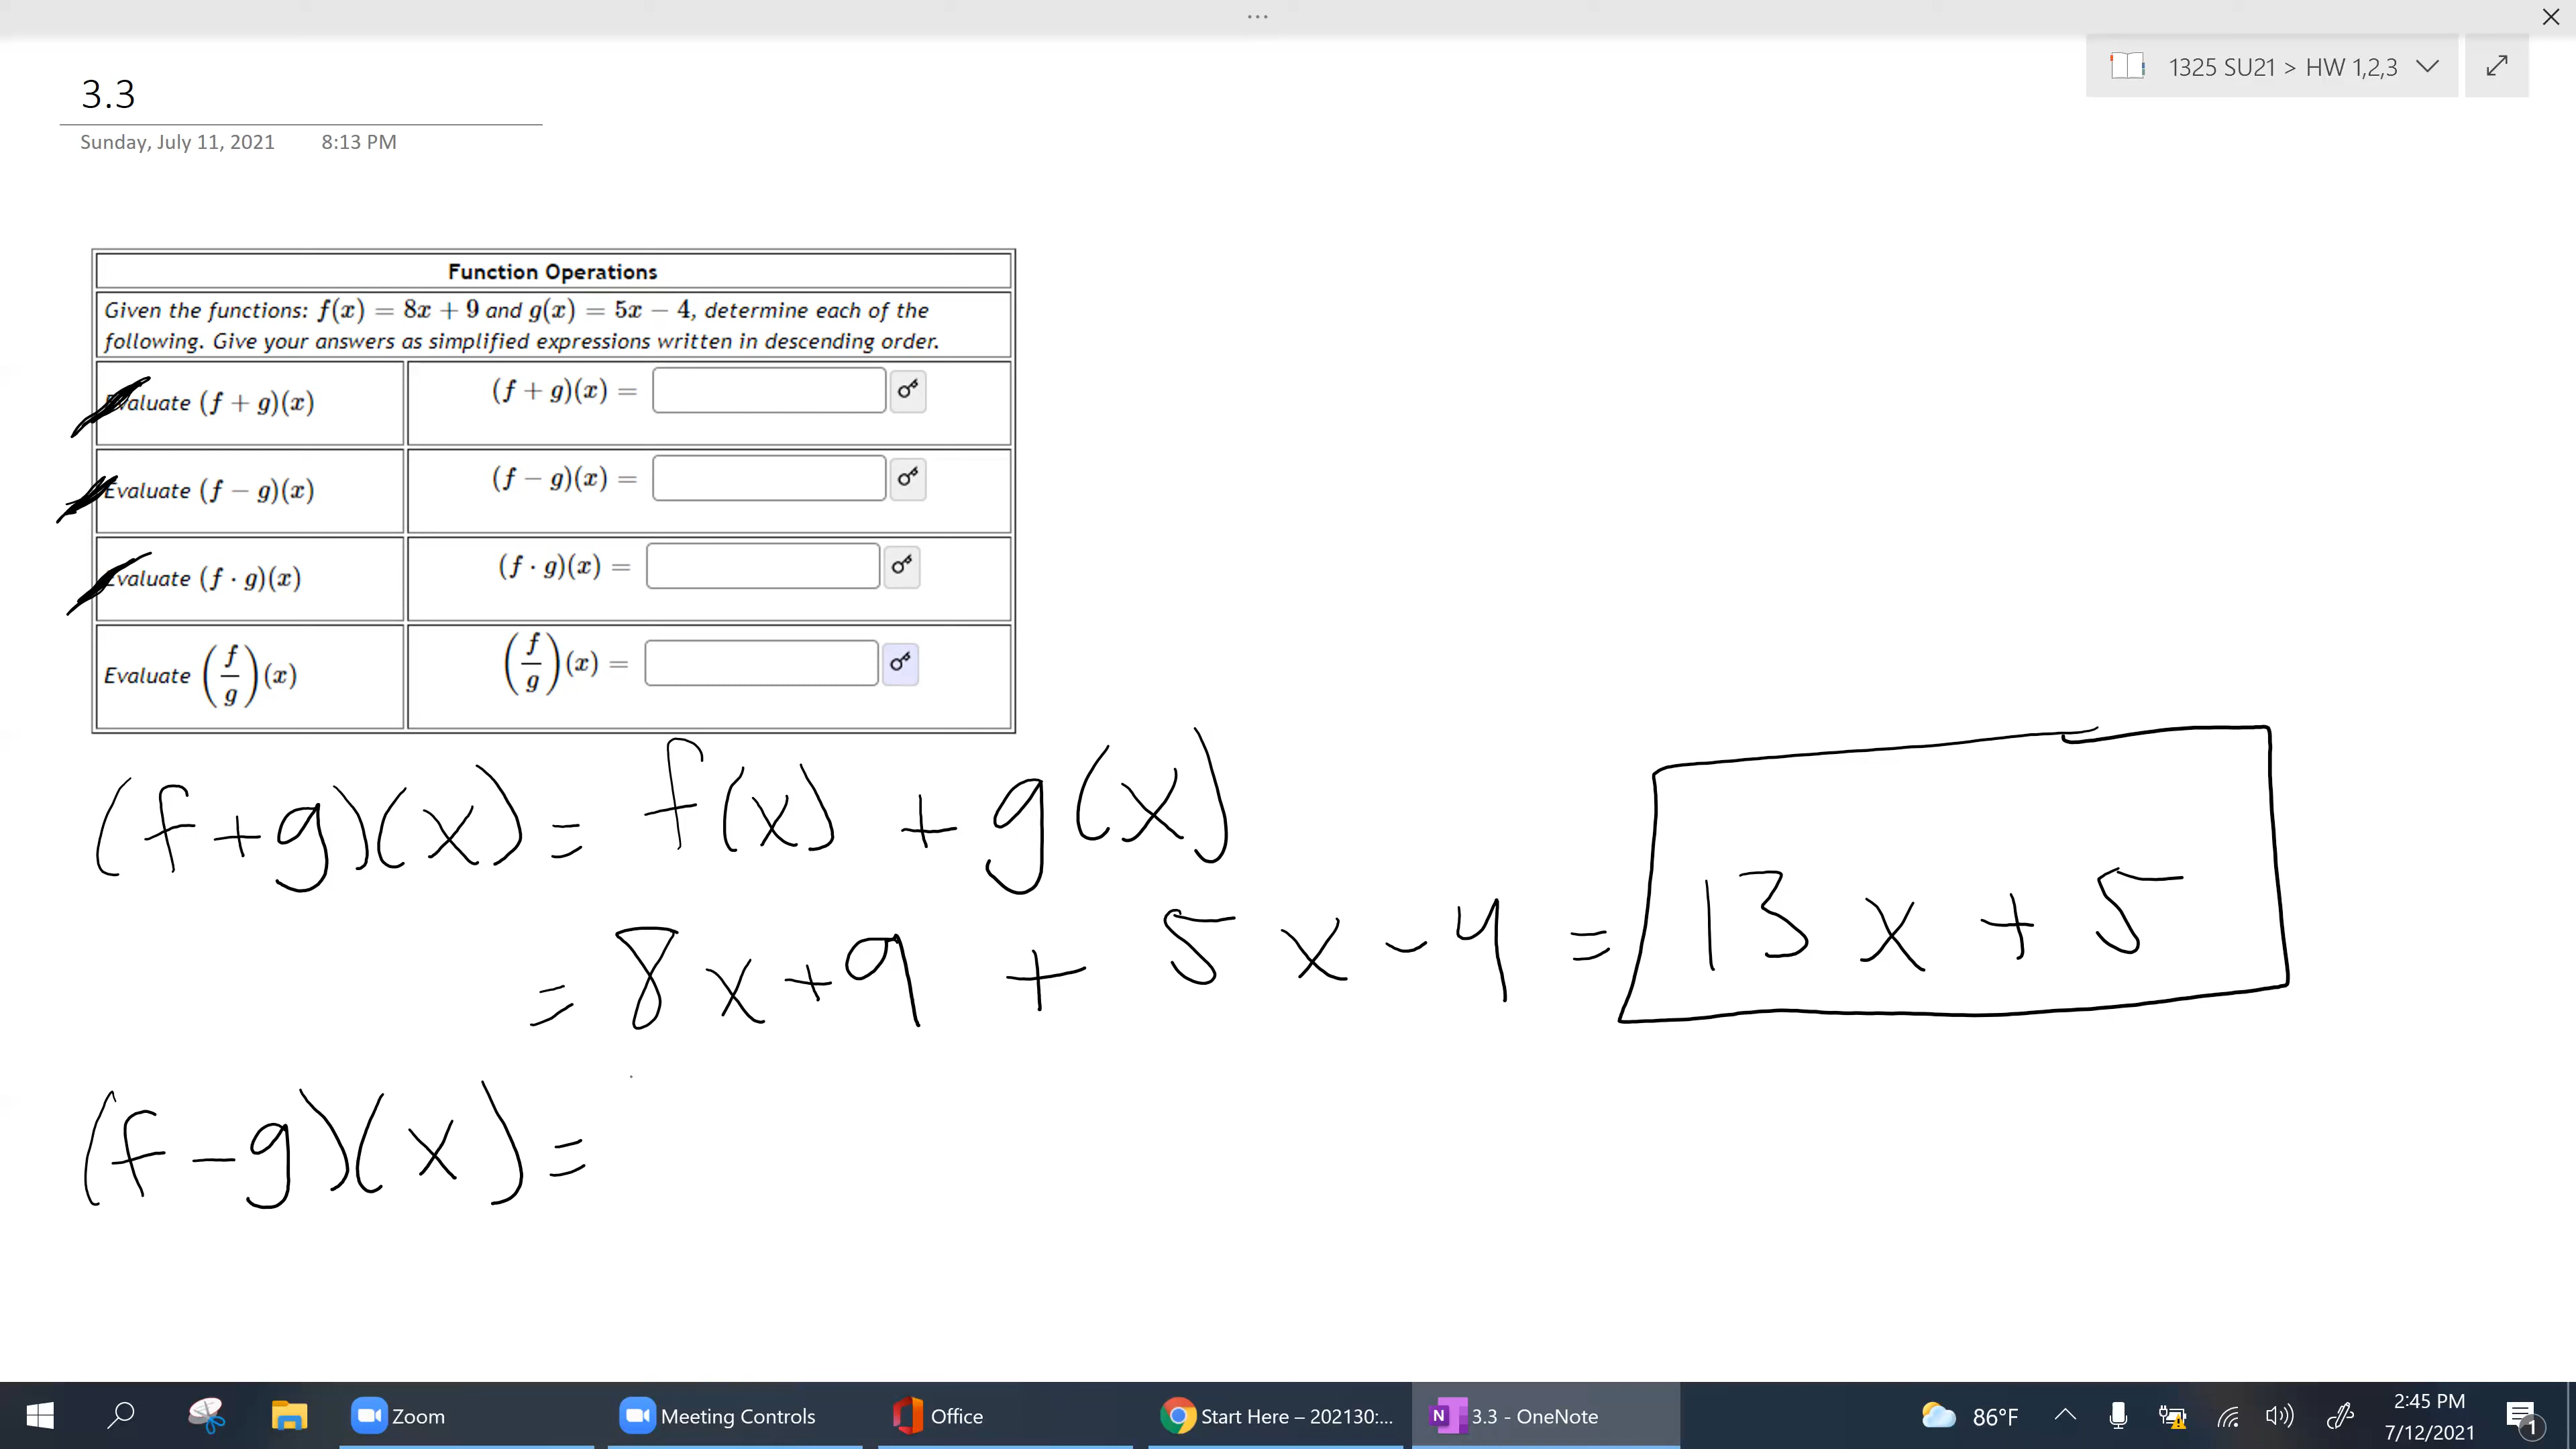 1325 SU21 > HW 1,2,3
3.3
Sunday, July 11, 2021 8:13 PM
Function Operations
Given the functions: f(x) = 8x + 9 and g(x) = 5x − 4, determine each of the
following. Give your answers as simplified expressions written in descending order.
Evaluate (f + g)(x) (f + g)(x) =
Evaluate (f − g)(x) (f − g)(x) =
Evaluate (f · g)(x) (f · g)(x) =
Evaluate (f/g)(x) (f/g)(x) =
(f+g)(x) = f(x) + g(x)
= 8x+9 + 5x-4 = 13x + 5
(f-g)(x) =
Zoom Meeting Controls Office Start Here – 202130:... 3.3 - OneNote 86°F 2:45 PM
7/12/2021 1